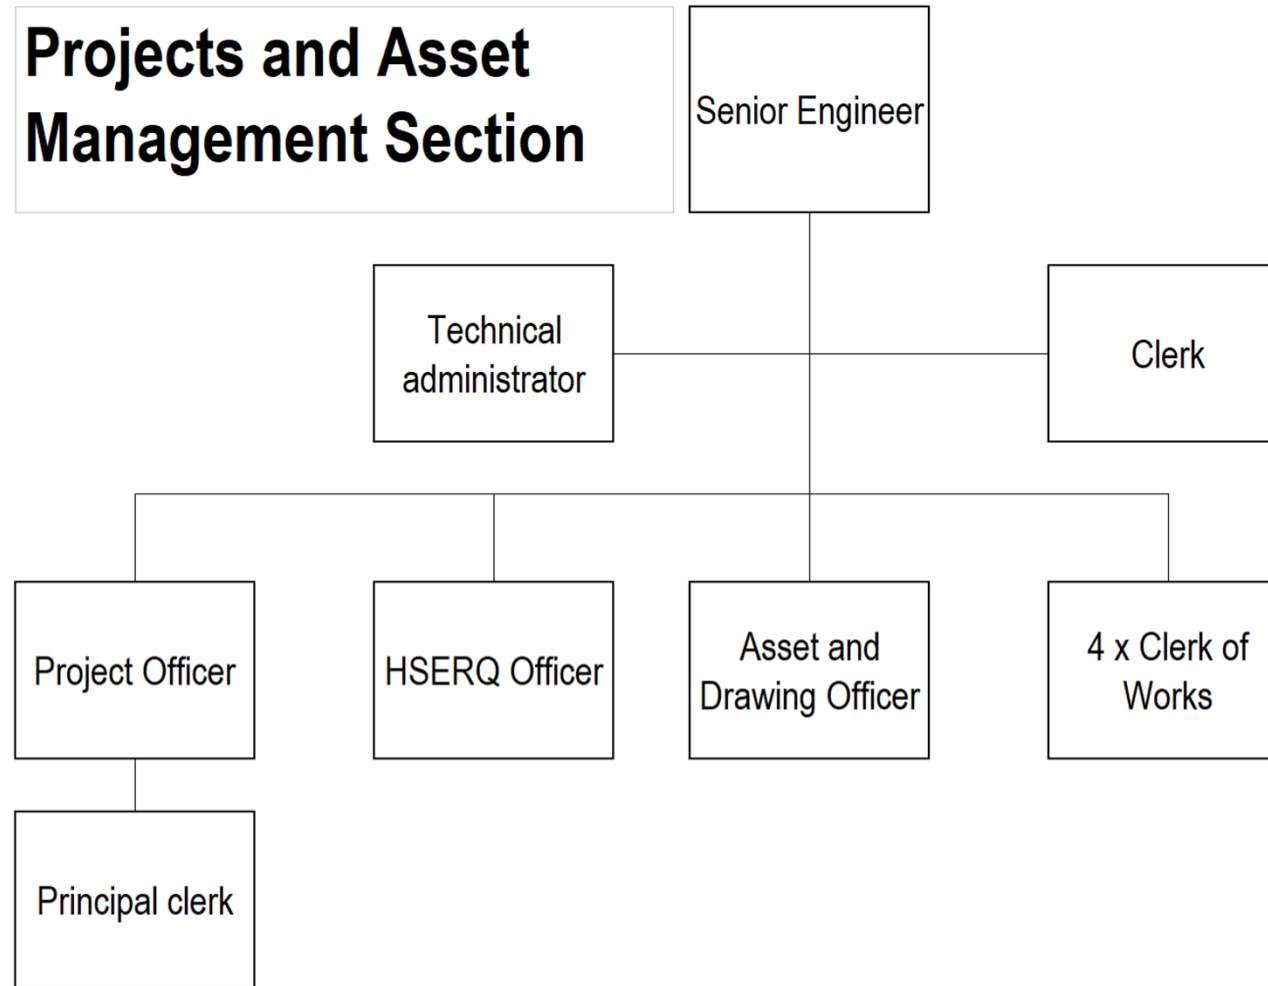 Projects and Asset
Management Section
Senior Engineer
Technical
administrator
Clerk
Project Officer
HSERQ Officer
Asset and
Drawing Officer
4 x Clerk of
Works
Principal clerk